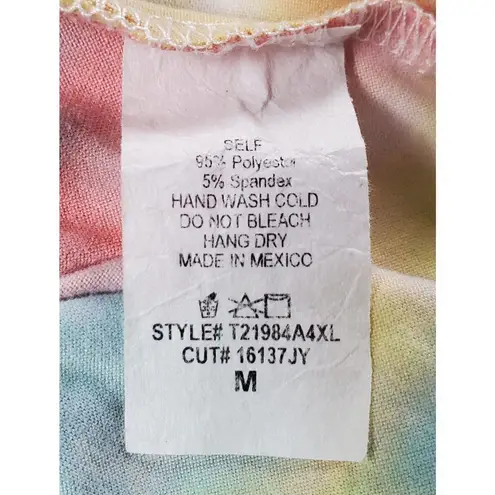 SELF
95% Polyester
5% Spandex
HAND WASH COLD
DO NOT BLEACH
HANG DRY
MADE IN MEXICO
STYLE# T21984A4XL
CUT# 16137JY
M